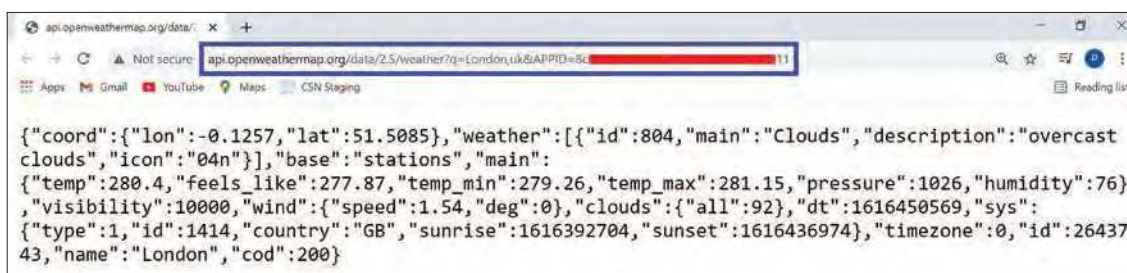 api.openweathermap.org/data/
Not secure api.openweathermap.org/data/2.5/weather?q=London,uk&APPID=8c 11
Apps Gmail YouTube Maps CSN Staging Reading list
{"coord":{"lon":-0.1257,"lat":51.5085},"weather":[{"id":804,"main":"Clouds","description":"overcast
clouds","icon":"04n"}],"base":"stations","main":
{"temp":280.4,"feels_like":277.87,"temp_min":279.26,"temp_max":281.15,"pressure":1026,"humidity":76}
,"visibility":10000,"wind":{"speed":1.54,"deg":0},"clouds":{"all":92},"dt":1616450569,"sys":
{"type":1,"id":1414,"country":"GB","sunrise":1616392704,"sunset":1616436974},"timezone":0,"id":26437
43,"name":"London","cod":200}